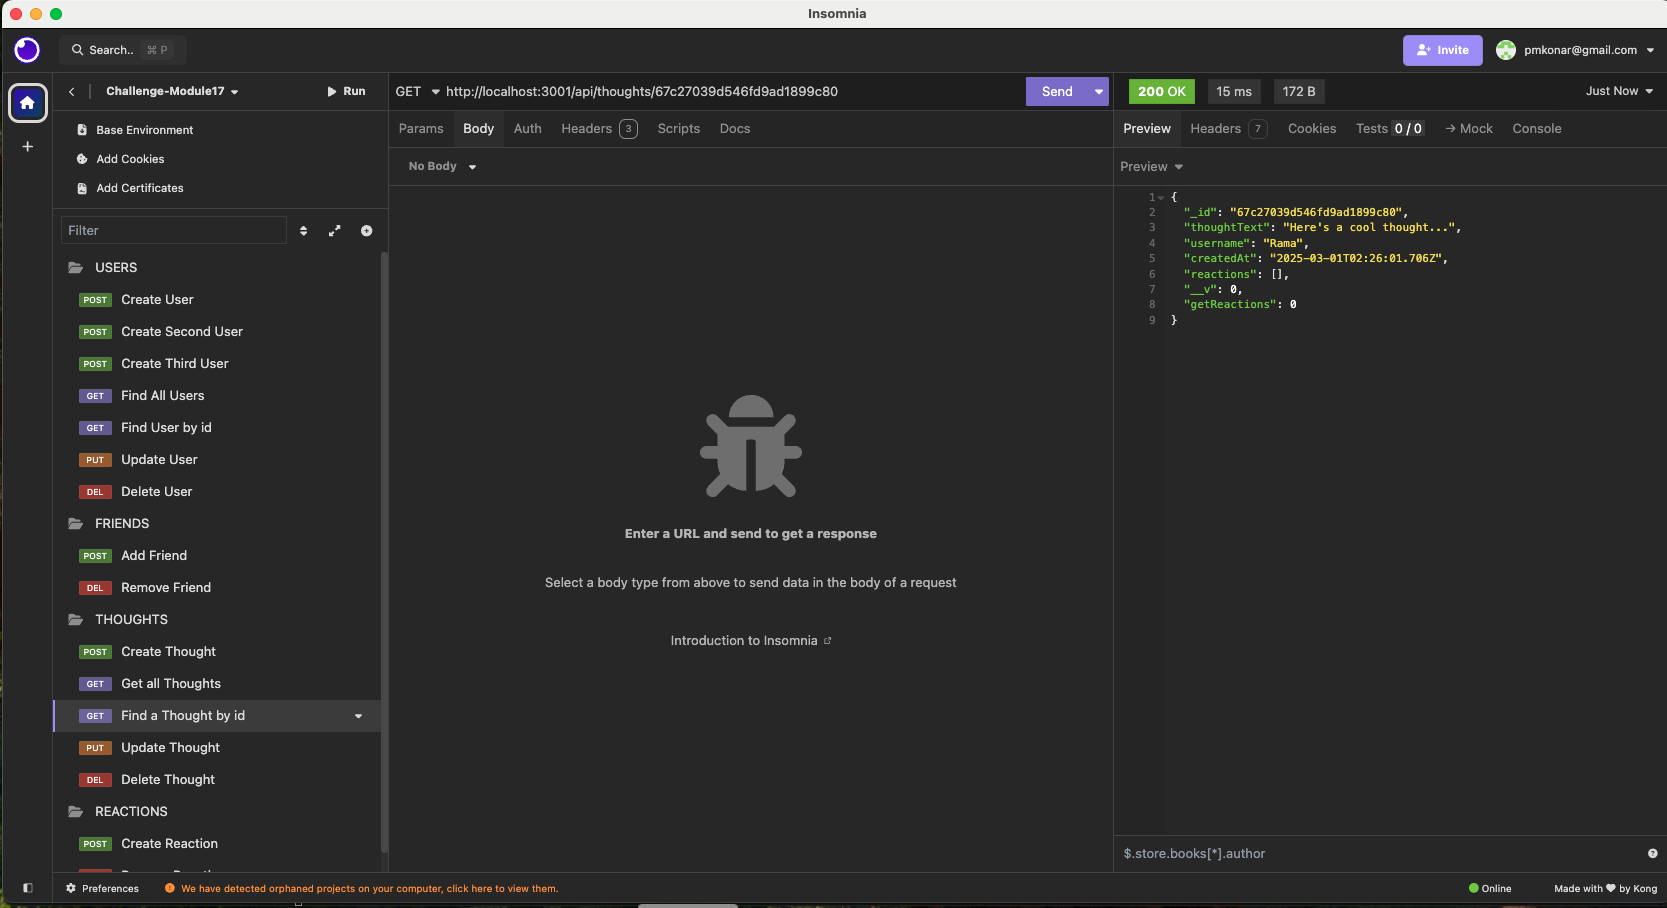 Insomnia
Search.. ⌘ P
Invite
pmkonar@gmail.com
Challenge-Module17
Run
GET http://localhost:3001/api/thoughts/67c27039d546fd9ad1899c80
Send
200 OK
15 ms
172 B
Just Now
Base Environment
Add Cookies
Add Certificates
Filter
USERS
POST Create User
POST Create Second User
POST Create Third User
GET Find All Users
GET Find User by id
PUT Update User
DEL Delete User
FRIENDS
POST Add Friend
DEL Remove Friend
THOUGHTS
POST Create Thought
GET Get all Thoughts
GET Find a Thought by id
PUT Update Thought
DEL Delete Thought
REACTIONS
POST Create Reaction
Params Body Auth Headers 3 Scripts Docs
No Body
Enter a URL and send to get a response
Select a body type from above to send data in the body of a request
Introduction to Insomnia
Preview Headers 7 Cookies Tests 0 / 0 → Mock Console
Preview
1 {
2 "_id": "67c27039d546fd9ad1899c80",
3 "thoughtText": "Here's a cool thought...",
4 "username": "Rama",
5 "createdAt": "2025-03-01T02:26:01.706Z",
6 "reactions": [],
7 "__v": 0,
8 "getReactions": 0
9 }
$.store.books[*].author
Preferences
We have detected orphaned projects on your computer, click here to view them.
Online
Made with ♥ by Kong